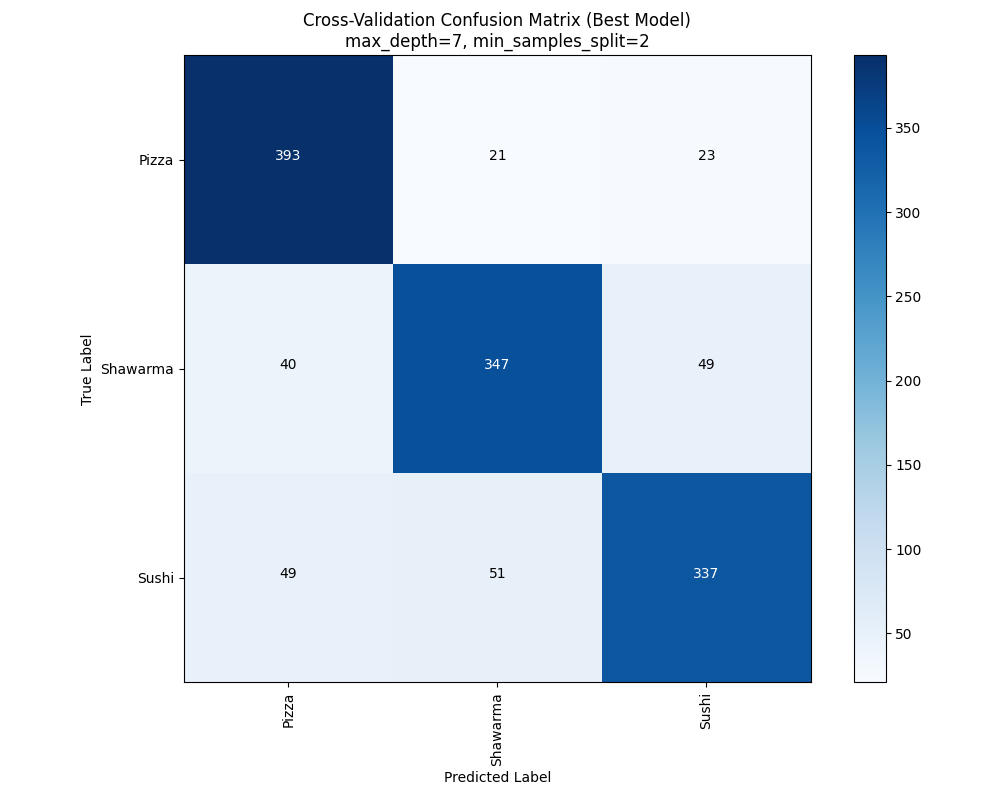 Cross-Validation Confusion Matrix (Best Model)
max_depth=7, min_samples_split=2
True Label
Pizza
393
21
23
Shawarma
40
347
49
Sushi
49
51
337
Pizza
Shawarma
Sushi
Predicted Label
350
300
250
200
150
100
50